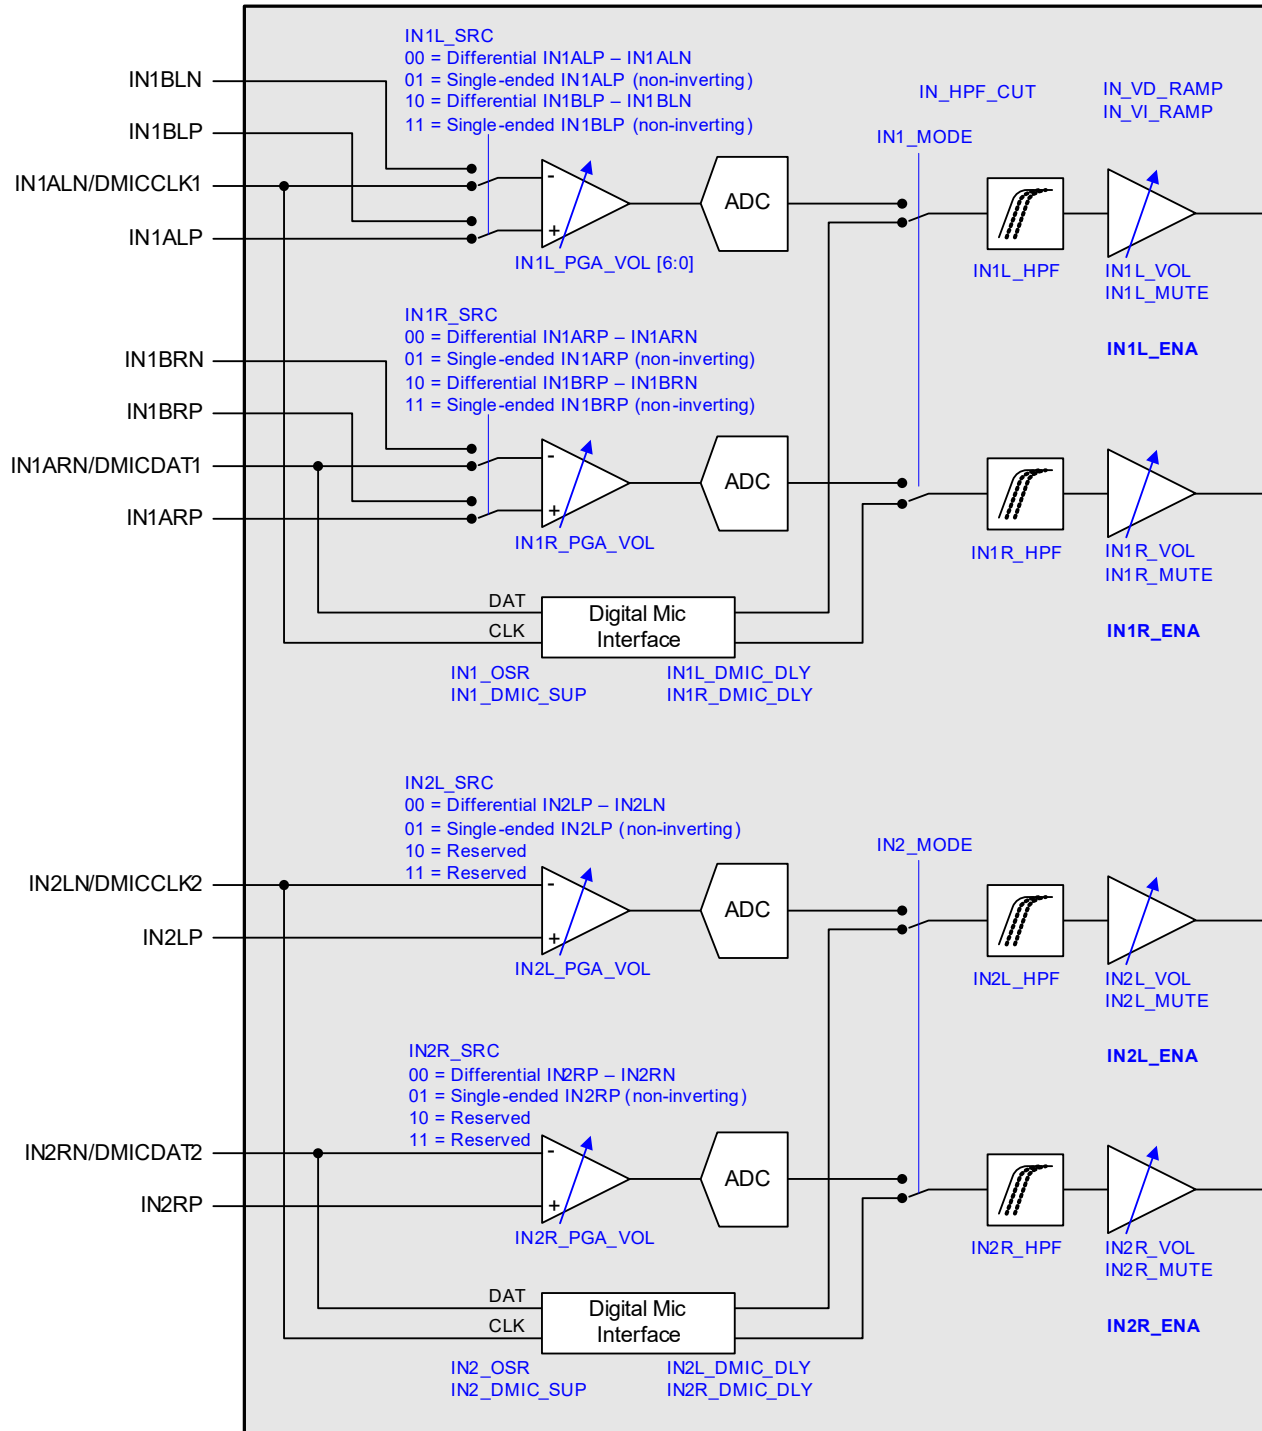 IN1L_SRC
00 = Differential IN1ALP – IN1ALN
01 = Single-ended IN1ALP (non-inverting)
10 = Differential IN1BLP – IN1BLN
11 = Single-ended IN1BLP (non-inverting)
IN_HPF_CUT
IN_VD_RAMP
IN_VI_RAMP
IN1_MODE
IN1BLN
IN1BLP
IN1ALN/DMICCLK1
IN1ALP
-
+
ADC
IN1L_PGA_VOL [6:0]
IN1L_HPF
IN1L_VOL
IN1L_MUTE
IN1L_ENA
IN1R_SRC
00 = Differential IN1ARP – IN1ARN
01 = Single-ended IN1ARP (non-inverting)
10 = Differential IN1BRP – IN1BRN
11 = Single-ended IN1BRP (non-inverting)
IN1BRN
IN1BRP
IN1ARN/DMICDAT1
IN1ARP
-
+
ADC
IN1R_PGA_VOL
IN1R_HPF
IN1R_VOL
IN1R_MUTE
IN1R_ENA
DAT
CLK
Digital Mic
Interface
IN1_OSR
IN1_DMIC_SUP
IN1L_DMIC_DLY
IN1R_DMIC_DLY
IN2L_SRC
00 = Differential IN2LP – IN2LN
01 = Single-ended IN2LP (non-inverting)
10 = Reserved
11 = Reserved
IN2_MODE
IN2LN/DMICCLK2
IN2LP
-
+
ADC
IN2L_PGA_VOL
IN2L_HPF
IN2L_VOL
IN2L_MUTE
IN2L_ENA
IN2R_SRC
00 = Differential IN2RP – IN2RN
01 = Single-ended IN2RP (non-inverting)
10 = Reserved
11 = Reserved
IN2RN/DMICDAT2
IN2RP
-
+
ADC
IN2R_PGA_VOL
IN2R_HPF
IN2R_VOL
IN2R_MUTE
IN2R_ENA
DAT
CLK
Digital Mic
Interface
IN2_OSR
IN2_DMIC_SUP
IN2L_DMIC_DLY
IN2R_DMIC_DLY